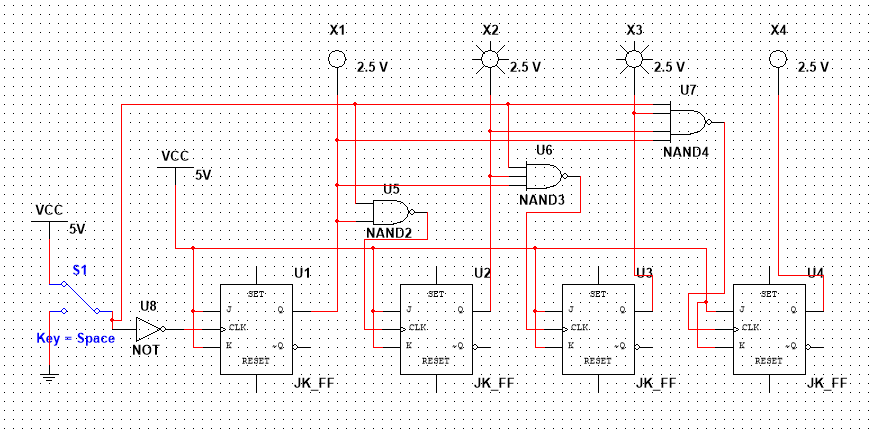 X1 X2 X3 X4
2.5 V 2.5 V 2.5 V 2.5 V
U7
NAND4
U6
NAND3
VCC
5V
U5
NAND2
VCC
5V
S1
Key = Space
U8
NOT
U1 U2 U3 U4
SET SET SET SET
J Q J Q J Q J Q
CLK CLK CLK CLK
K ~Q K ~Q K ~Q K ~Q
RESET RESET RESET RESET
JK_FF JK_FF JK_FF JK_FF